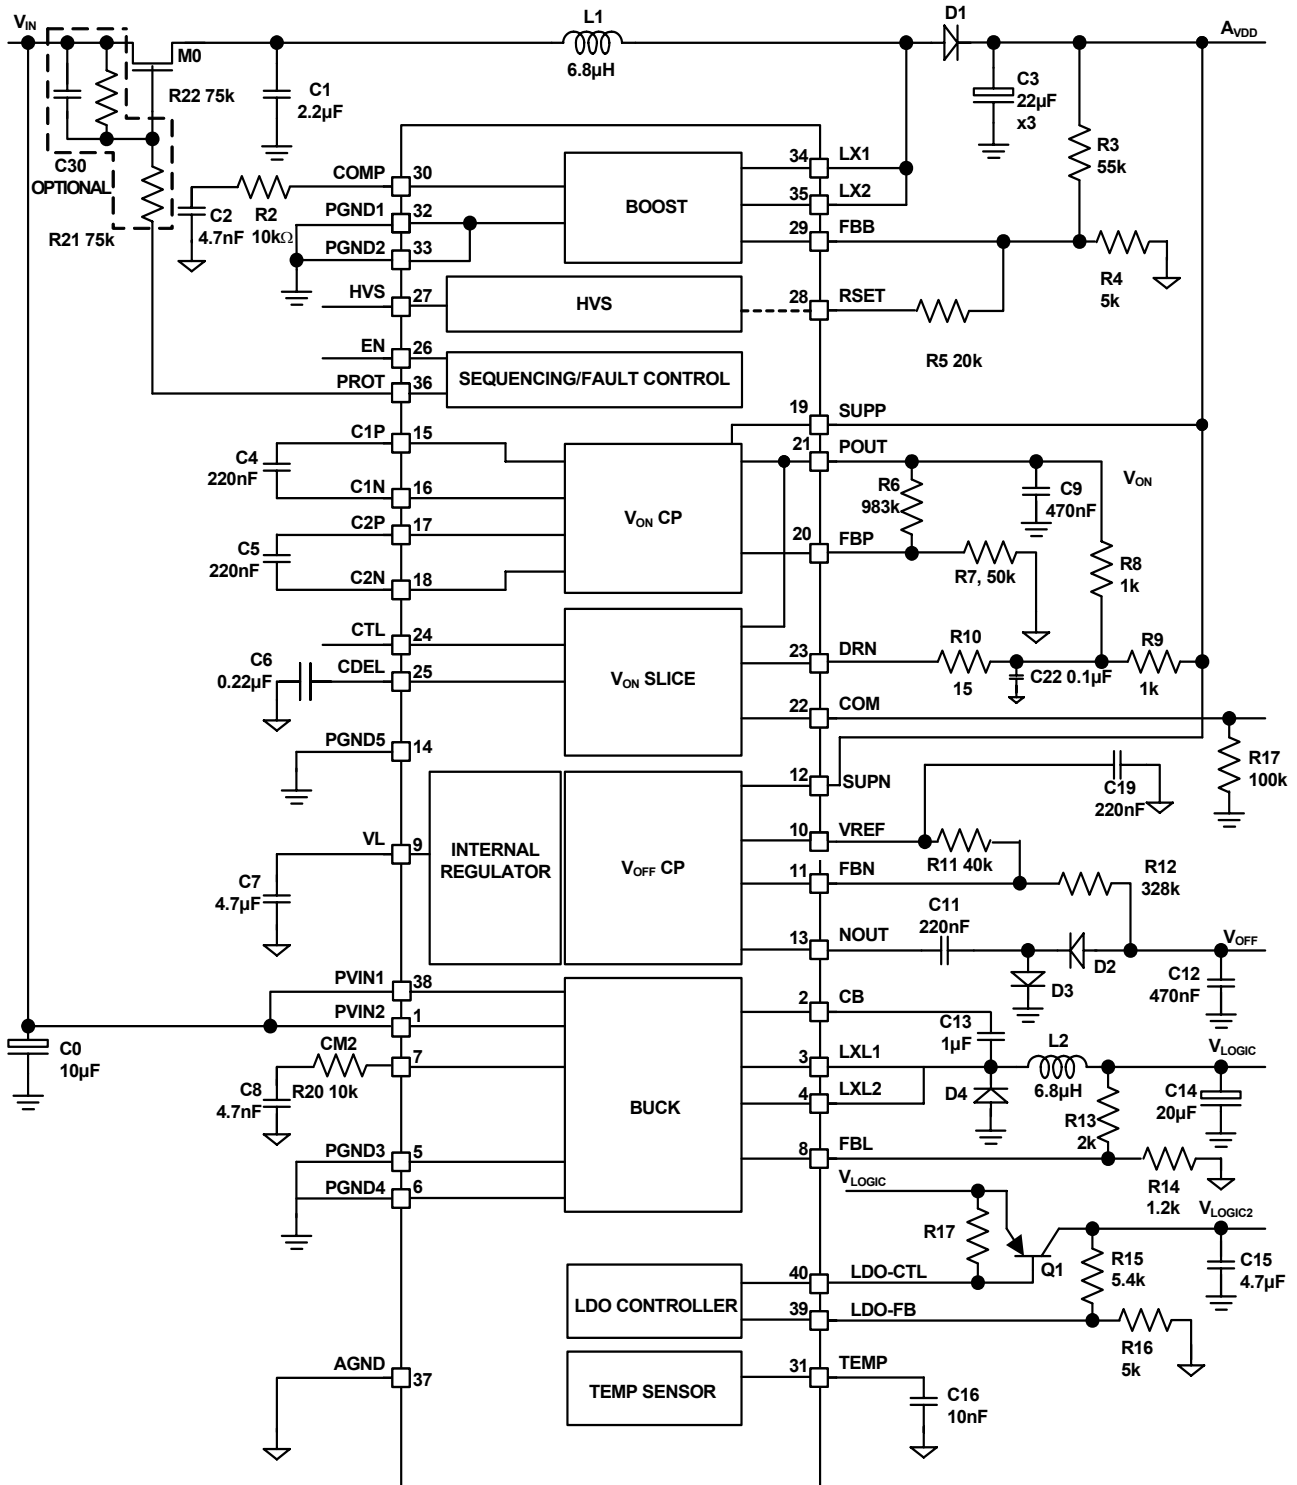 VIN
L1
6.8µH
D1
AVDD
M0
R22 75k
C1
2.2µF
C3
22µF
x3
R3
55k
C30
OPTIONAL
R21 75k
C2
4.7nF
R2
10kΩ
COMP
30
PGND1
32
PGND2
33
BOOST
34
LX1
35
LX2
29
FBB
R4
5k
HVS
27
HVS
28
RSET
R5 20k
EN
26
PROT
36
SEQUENCING/FAULT CONTROL
19
SUPP
C1P
15
C4
220nF
C1N
16
C2P
17
C5
220nF
C2N
18
VON CP
21
POUT
R6
983k
C9
470nF
VON
20
FBP
R7, 50k
R8
1k
CTL
24
C6
0.22µF
CDEL
25
VON SLICE
23
DRN
R10
15
C22 0.1µF
R9
1k
22
COM
R17
100k
PGND5
14
12
SUPN
C19
220nF
VL
9
INTERNAL
REGULATOR
VOFF CP
10
VREF
R11 40k
11
FBN
R12
328k
C7
4.7µF
C11
220nF
13
NOUT
D2
D3
VOFF
C12
470nF
PVIN1
38
PVIN2
1
C0
10µF
CM2
7
R20 10k
C8
4.7nF
BUCK
2
CB
C13
1µF
3
LXL1
4
LXL2
D4
L2
6.8µH
VLOGIC
C14
20µF
R13
2k
8
FBL
R14
1.2k
PGND3
5
PGND4
6
VLOGIC
R17
Q1
VLOGIC2
R15
5.4k
C15
4.7µF
LDO CONTROLLER
40
LDO-CTL
39
LDO-FB
R16
5k
AGND
37
TEMP SENSOR
31
TEMP
C16
10nF